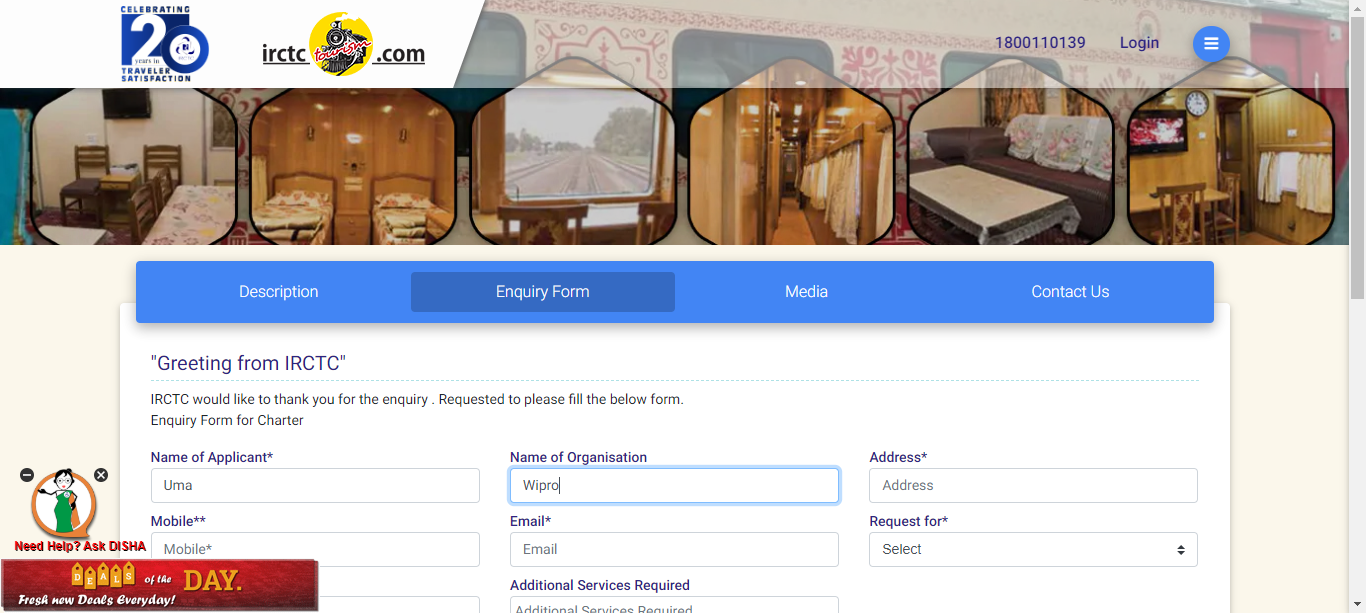 CELEBRATING
20
years in
TRAVELER
SATISFACTION
irctc tourism .com
1800110139
Login
Description
Enquiry Form
Media
Contact Us
"Greeting from IRCTC"
IRCTC would like to thank you for the enquiry . Requested to please fill the below form.
Enquiry Form for Charter
Name of Applicant*
Name of Organisation
Address*
Uma
Wipro
Address
Mobile**
Email*
Request for*
Mobile*
Email
Select
Additional Services Required
Additional Services Required
Need Help? Ask DISHA
DEALS of the DAY.
Fresh new Deals Everyday!